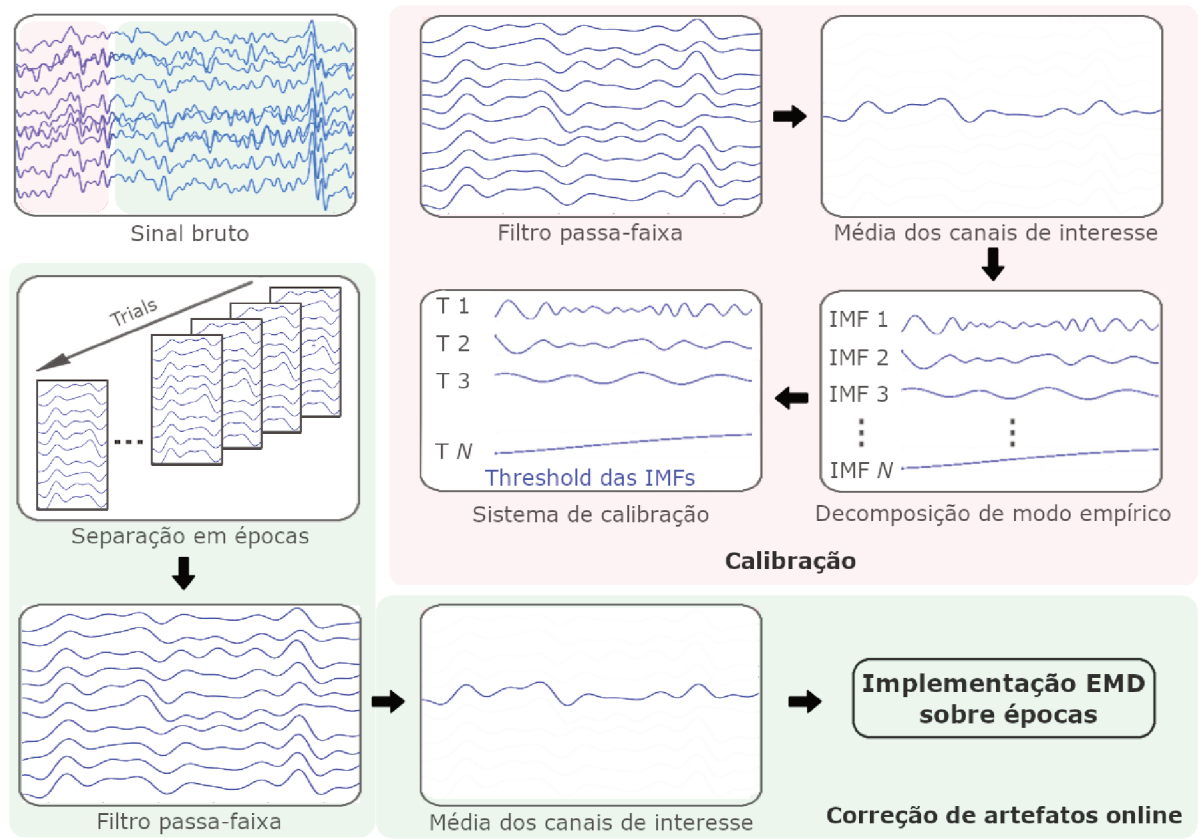 Sinal bruto
Filtro passa-faixa
Média dos canais de interesse
T 1
T 2
T 3
T N
Threshold das IMFs
Sistema de calibração
IMF 1
IMF 2
IMF 3
IMF N
Decomposição de modo empírico
Calibração
Trials
Separação em épocas
Filtro passa-faixa
Média dos canais de interesse
Implementação EMD
sobre épocas
Correção de artefatos online